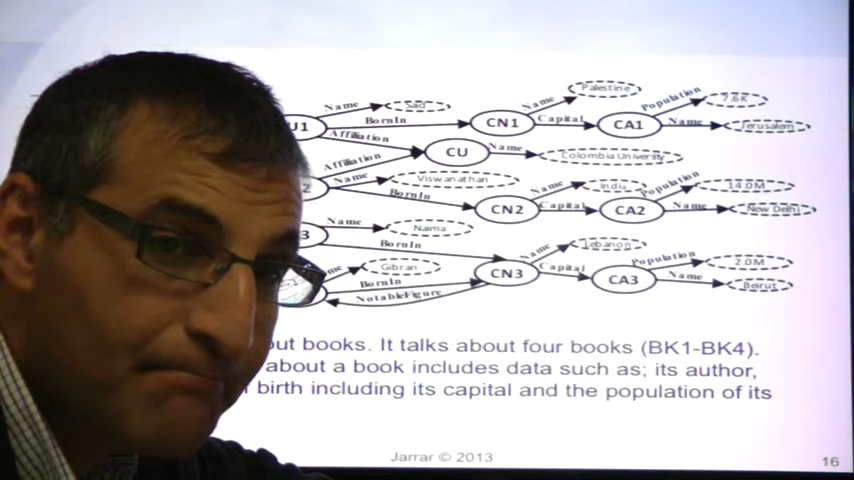 Name Said Name Palestine Population 7.6K
U1 BornIn CN1 Capital CA1 Name Jerusalem
Affiliation
Affiliation CU Name Colombia University
Name Viswanathan Name India Population 14.0M
2 BornIn CN2 Capital CA2 Name New Delhi
3 Name Naima
BornIn Name Lebanon
me Gibran CN3 Capital Population 2.0M
BornIn CA3 Name Beirut
NotableFigure
out books. It talks about four books (BK1-BK4).
about a book includes data such as; its author,
f birth including its capital and the population of its
Jarrar © 2013
16